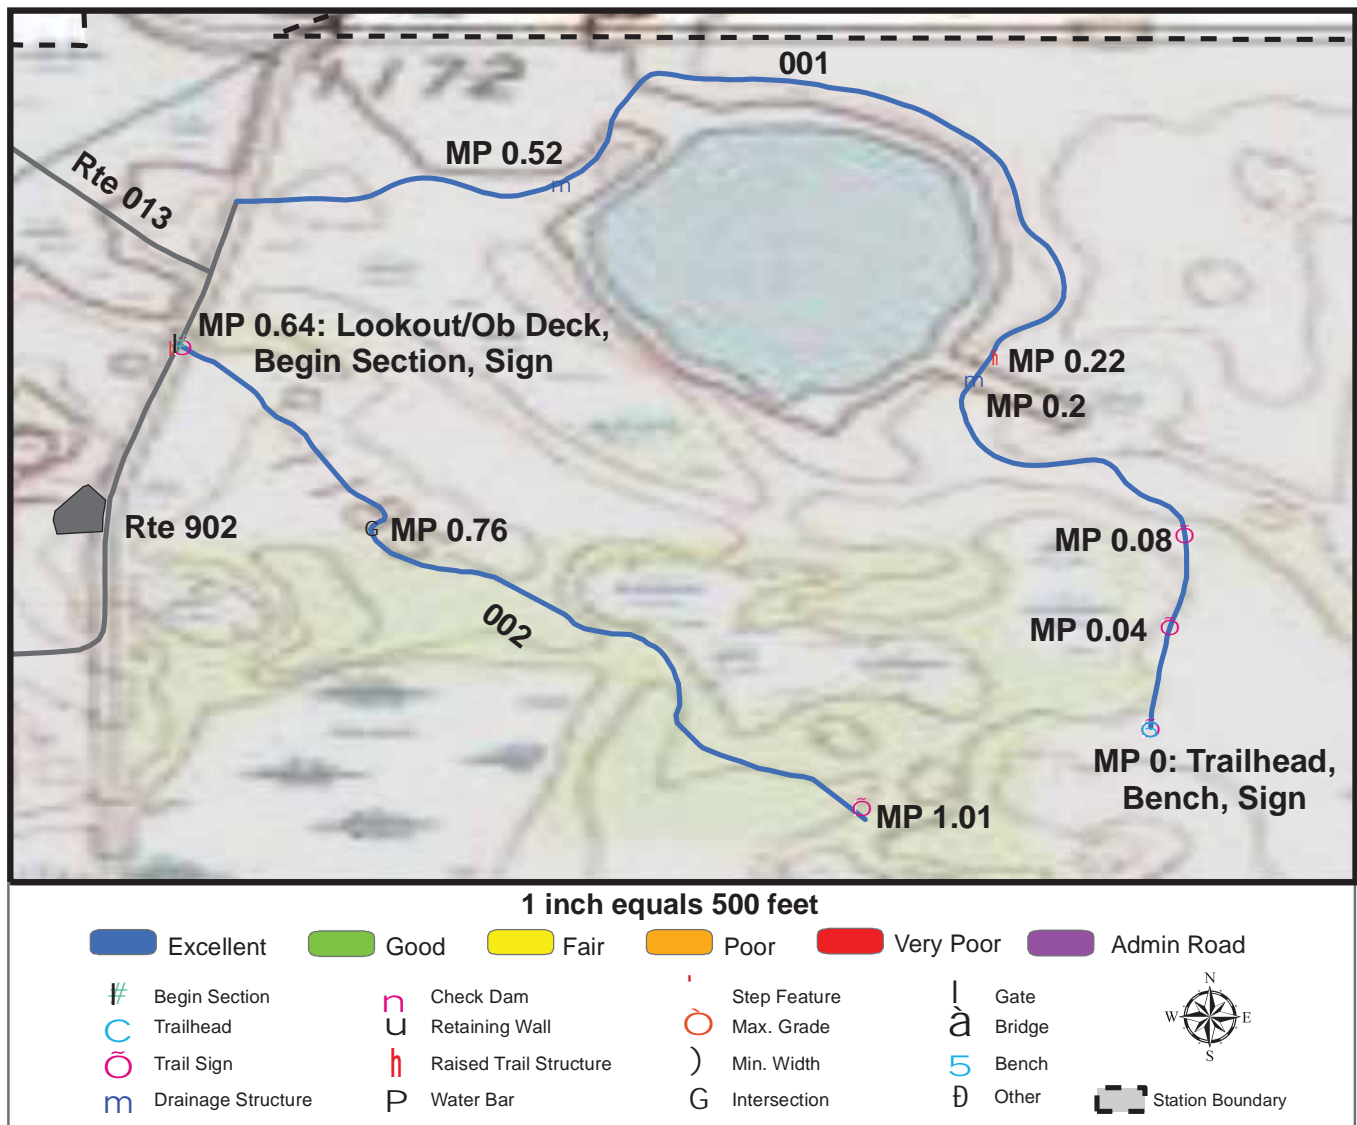 1172
001
MP 0.52
Rte 013
MP 0.64: Lookout/Ob Deck,
Begin Section, Sign
MP 0.22
MP 0.2
Rte 902
MP 0.76
MP 0.08
002
MP 0.04
MP 0: Trailhead,
Bench, Sign
MP 1.01
1 inch equals 500 feet
Excellent
Good
Fair
Poor
Very Poor
Admin Road
Begin Section
Check Dam
Step Feature
Gate
Trailhead
Retaining Wall
Max. Grade
Bridge
Trail Sign
Raised Trail Structure
Min. Width
Bench
Drainage Structure
Water Bar
Intersection
Other
N
W E
S
Station Boundary